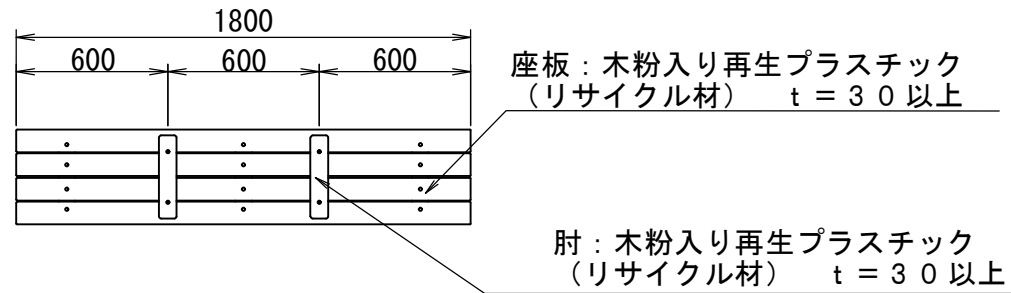 1800
600 600 600
座板：木粉入り再生プラスチック
（リサイクル材）　ｔ＝３０以上
肘：木粉入り再生プラスチック
（リサイクル材）　ｔ＝３０以上